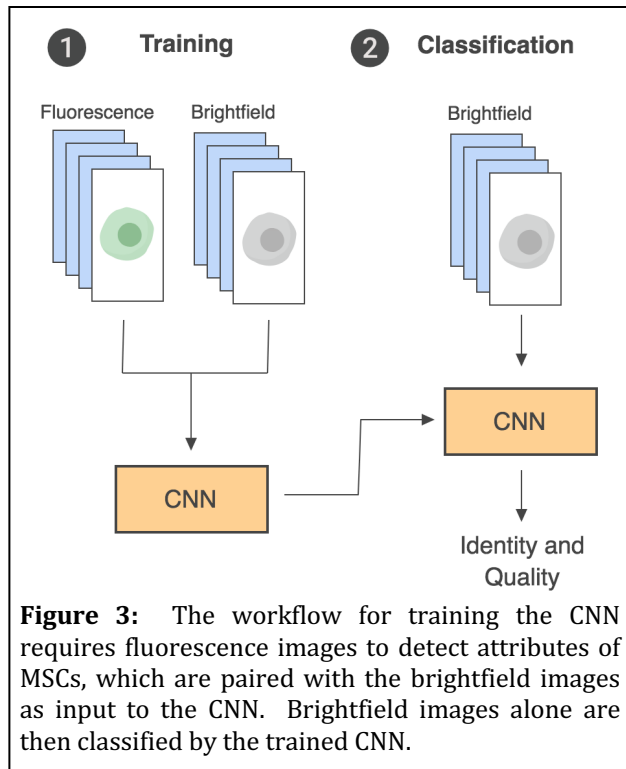 1 Training
2 Classification
Fluorescence
Brightfield
Brightfield
CNN
CNN
Identity and
Quality
Figure 3: The workflow for training the CNN
requires fluorescence images to detect attributes of
MSCs, which are paired with the brightfield images
as input to the CNN. Brightfield images alone are
then classified by the trained CNN.